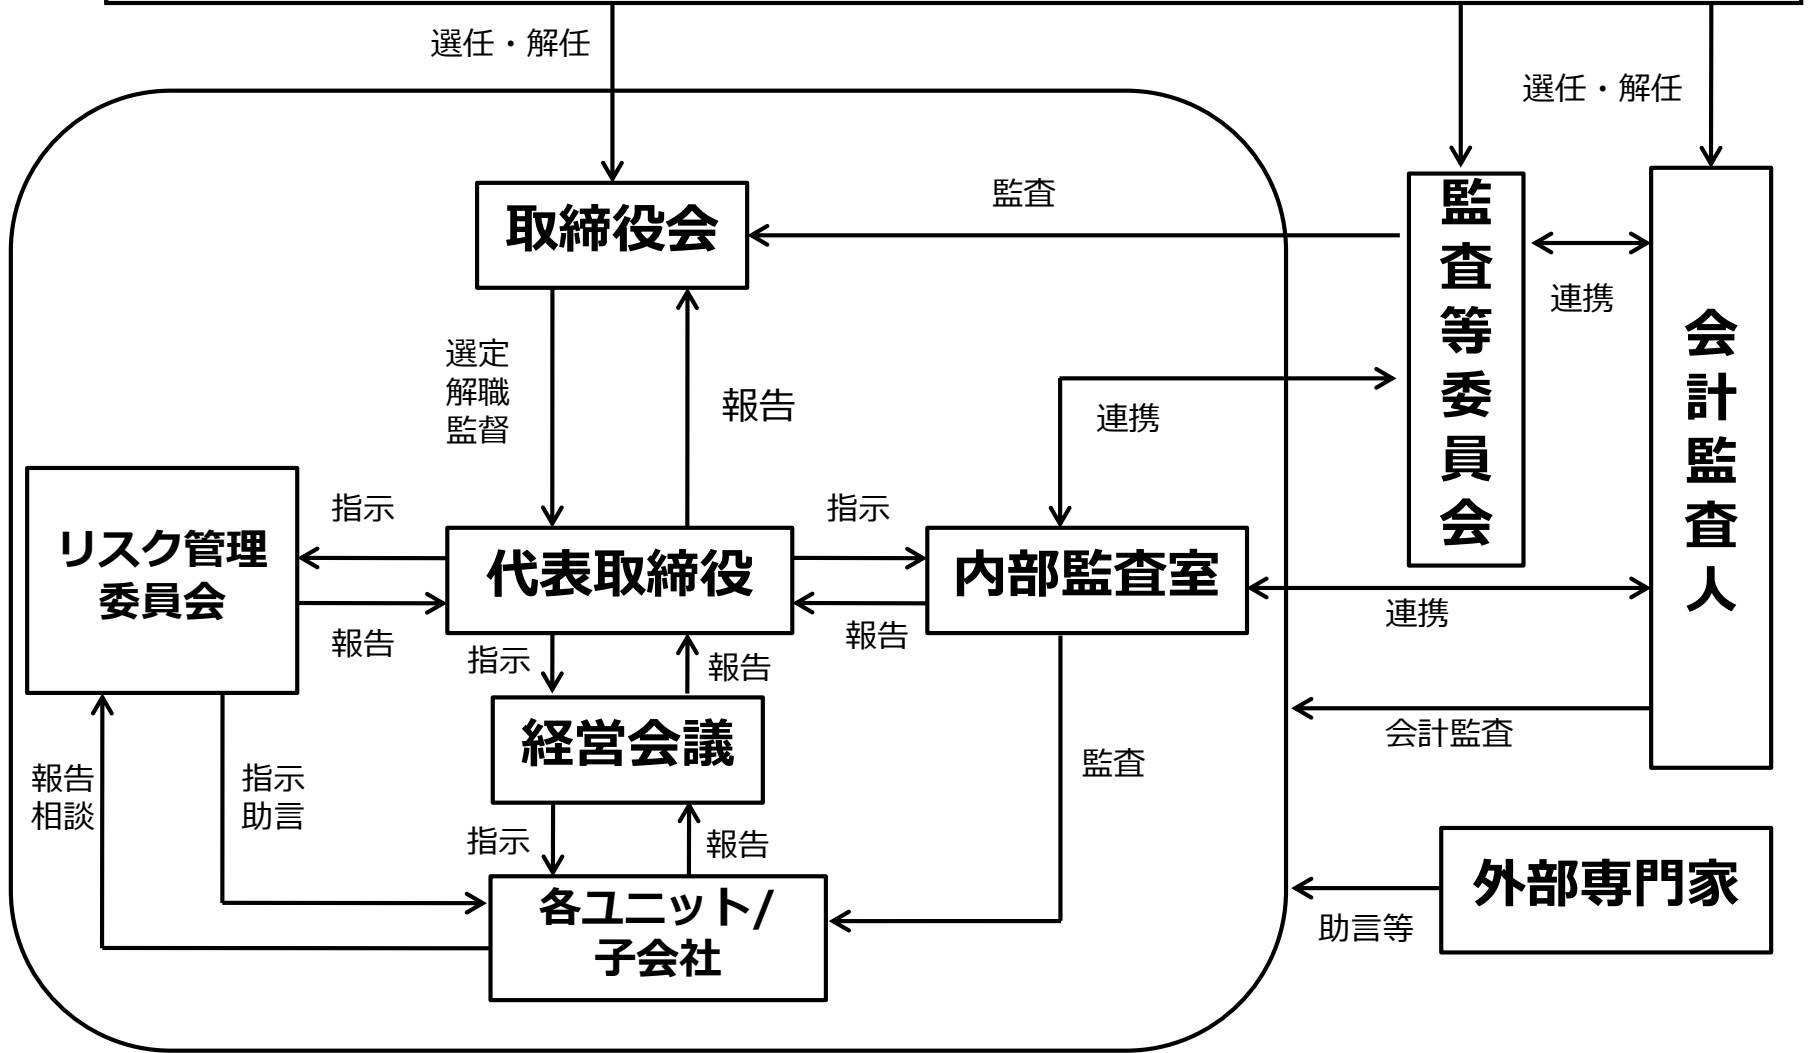 選任・解任
選任・解任
取締役会
監査
監査等委員会
連携
会計監査人
選定
解職
監督
報告
連携
リスク管理
委員会
指示
報告
代表取締役
指示
報告
内部監査室
連携
指示
報告
経営会議
会計監査
監査
報告
相談
指示
助言
指示
報告
各ユニット/
子会社
外部専門家
助言等